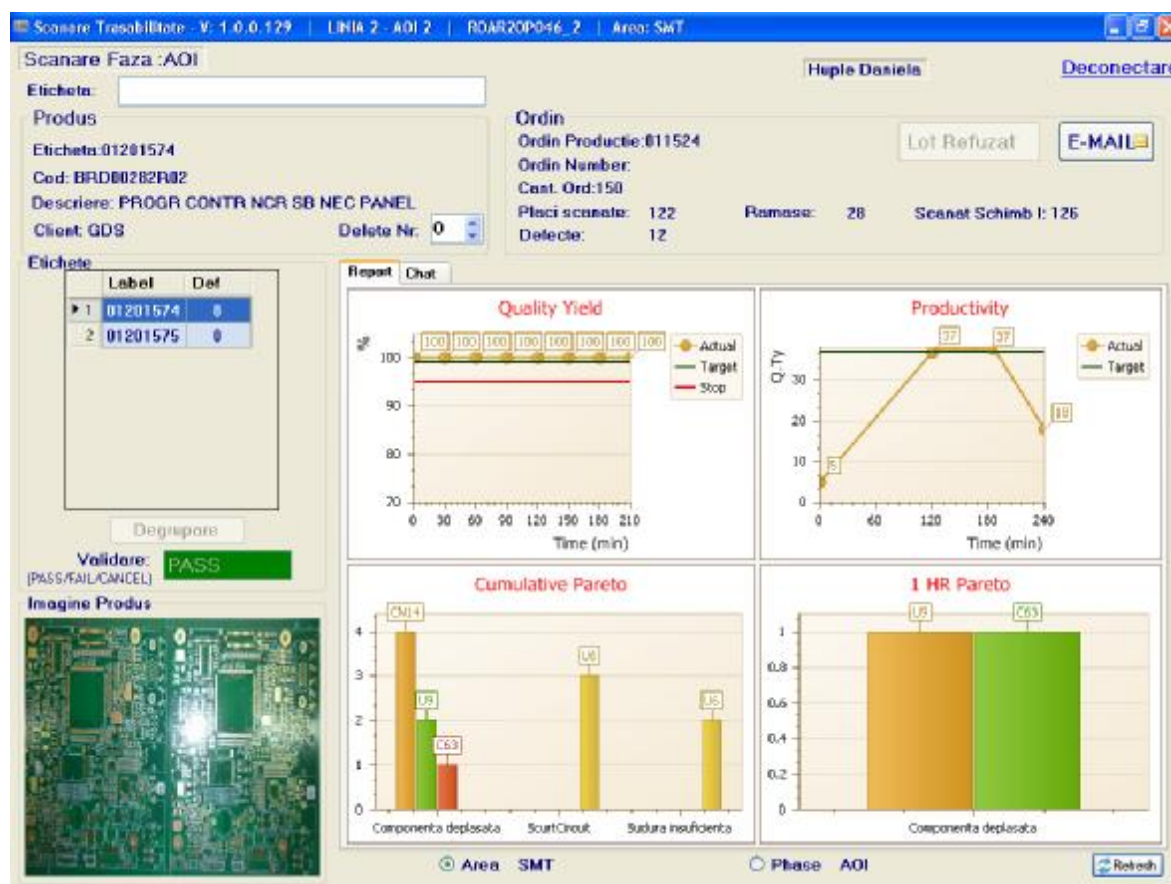 Scanare Trasabilitate - V: 1.0.0.129 | LINIA 2 - AOI 2 | ROAR20P046_2 | Area: SMT
Scanare Faza :AOI
Huple Daniela
Deconectare
Eticheta:
Produs
Eticheta:01201574
Cod: BRD00282R02
Descriere: PROGR CONTR NCR SB NEC PANEL
Client: GDS
Delete Nr. 0
Ordin
Ordin Productie:011524
Ordin Number:
Cant. Ord:150
Placi scanate: 122 Ramase: 28 Scanat Schimb I: 126
Defecte: 12
Lot Refuzat
E-MAIL
Etichete
Label Def
1 01201574 0
2 01201575 0
Degrupare
Validare: PASS
(PASS/FAIL/CANCEL)
Imagine Produs
Report Chat
Quality Yield
%
100 100 100 100 100 100 100 100
Actual
Target
Stop
100
90
80
70
0 30 60 90 120 150 180 210
Time (min)
Productivity
Q.Ty
37 37
18
5
Actual
Target
30
20
10
0
0 60 120 180 240
Time (min)
Cumulative Pareto
CN14
U9
C63
U6
U6
4
3
2
1
0
Componenta deplasata ScurtCircuit Sudura insuficienta
1 HR Pareto
U9 C63
1
0.8
0.6
0.4
0.2
0
Componenta deplasata
Area SMT
Phase AOI
Refresh